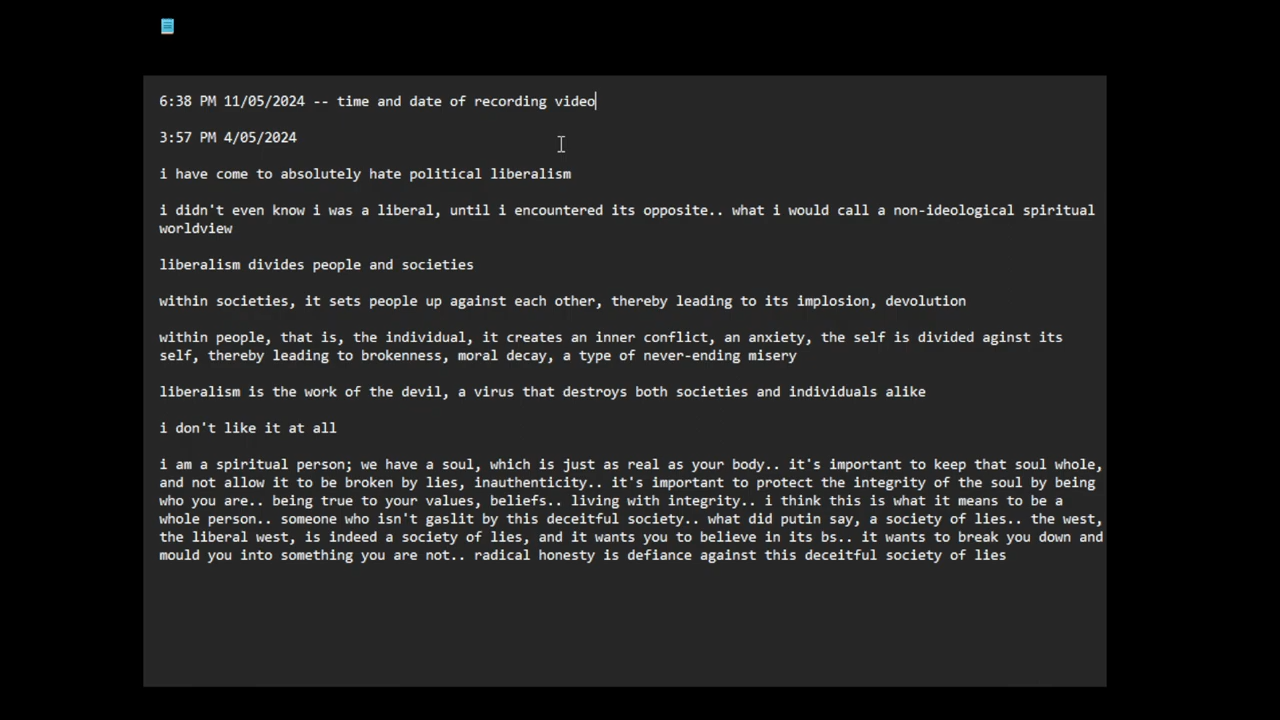 6:38 PM 11/05/2024 -- time and date of recording video
3:57 PM 4/05/2024
i have come to absolutely hate political liberalism
i didn't even know i was a liberal, until i encountered its opposite.. what i would call a non-ideological spiritual
worldview
liberalism divides people and societies
within societies, it sets people up against each other, thereby leading to its implosion, devolution
within people, that is, the individual, it creates an inner conflict, an anxiety, the self is divided aginst its
self, thereby leading to brokenness, moral decay, a type of never-ending misery
liberalism is the work of the devil, a virus that destroys both societies and individuals alike
i don't like it at all
i am a spiritual person; we have a soul, which is just as real as your body.. it's important to keep that soul whole,
and not allow it to be broken by lies, inauthenticity.. it's important to protect the integrity of the soul by being
who you are.. being true to your values, beliefs.. living with integrity.. i think this is what it means to be a
whole person.. someone who isn't gaslit by this deceitful society.. what did putin say, a society of lies.. the west,
the liberal west, is indeed a society of lies, and it wants you to believe in its bs.. it wants to break you down and
mould you into something you are not.. radical honesty is defiance against this deceitful society of lies